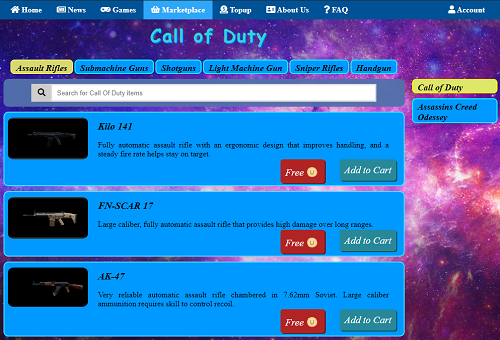 Home News Games Marketplace Topup About Us FAQ Account
Call of Duty
Assault Rifles Submachine Guns Shotguns Light Machine Gun Sniper Rifles Handgun
Search for Call Of Duty items
Call of Duty
Assassins Creed
Odessey
Kilo 141
Fully automatic assault rifle with an ergonomic design that improves handling, and a
steady fire rate helps stay on target.
Free Add to Cart
FN-SCAR 17
Large caliber, fully automatic assault rifle that provides high damage over long ranges.
Free Add to Cart
AK-47
Very reliable automatic assault rifle chambered in 7.62mm Soviet. Large caliber
ammunition requires skill to control recoil.
Free Add to Cart